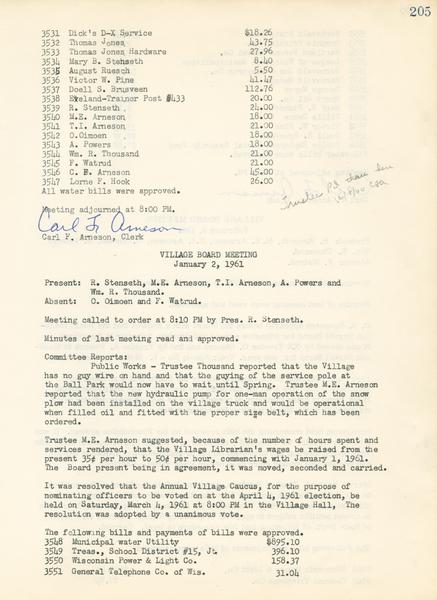 205
3531 Dick's D-X Service $18.26
3532 Thomas Jones 43.75
3533 Thomas Jones Hardware 27.96
3534 Mary B. Stenseth 8.40
3535 August Ruesch 5.50
3536 Victor W. Pine 41.47
3537 Doell S. Brusveen 112.76
3538 Eveland-Trainor Post #433 20.00
3539 R. Stenseth 24.00
3540 M.E. Arneson 18.00
3541 T.I. Arneson 21.00
3542 O.Oimoen 18.00
3543 A. Powers 18.00
3544 Wm. R. Thousand 21.00
3545 F. Watrud 21.00
3546 C. F. Arneson 45.00
3547 Lorne F. Hook 26.00
All water bills were approved.
Trustee Pd
Meeting adjourned at 8:00 PM.
Carl F. Arneson
Carl F. Arneson, Clerk
VILLAGE BOARD MEETING
January 2, 1961
Present: R. Stenseth, M.E. Arneson, T.I. Arneson, A. Powers and
Wm. R. Thousand.
Absent: O. Oimoen and F. Watrud.
Meeting called to order at 8:10 PM by Pres. R. Stenseth.
Minutes of last meeting read and approved.
Committee Reports:
Public Works - Trustee Thousand reported that the Village
has no guy wire on hand and that the guying of the service pole at
the Ball Park would now have to wait until Spring. Trustee M.E. Arneson
reported that the new hydraulic pump for one-man operation of the snow
plow had been installed on the village truck and would be operational
when filled oil and fitted with the proper size belt, which has been
ordered.
Trustee M.E. Arneson suggested, because of the number of hours spent and
services rendered, that the Village Librarian's wages be raised from the
present 35¢ per hour to 50¢ per hour, commencing with January 1, 1961.
The Board present being in agreement, it was moved, seconded and carried.
It was resolved that the Annual Village Caucus, for the purpose of
nominating officers to be voted on at the April 4, 1961 election, be
held on Saturday, March 4, 1961 at 8:00 PM in the Village Hall, The
resolution was adopted by a unanimous vote.
The following bills and payments of bills were approved.
3548 Municipal water Utility $895.10
3549 Treas., School District #15, Jt. 396.10
3550 Wisconsin Power & Light Co. 158.37
3551 General Telephone Co. of Wis. 31.04